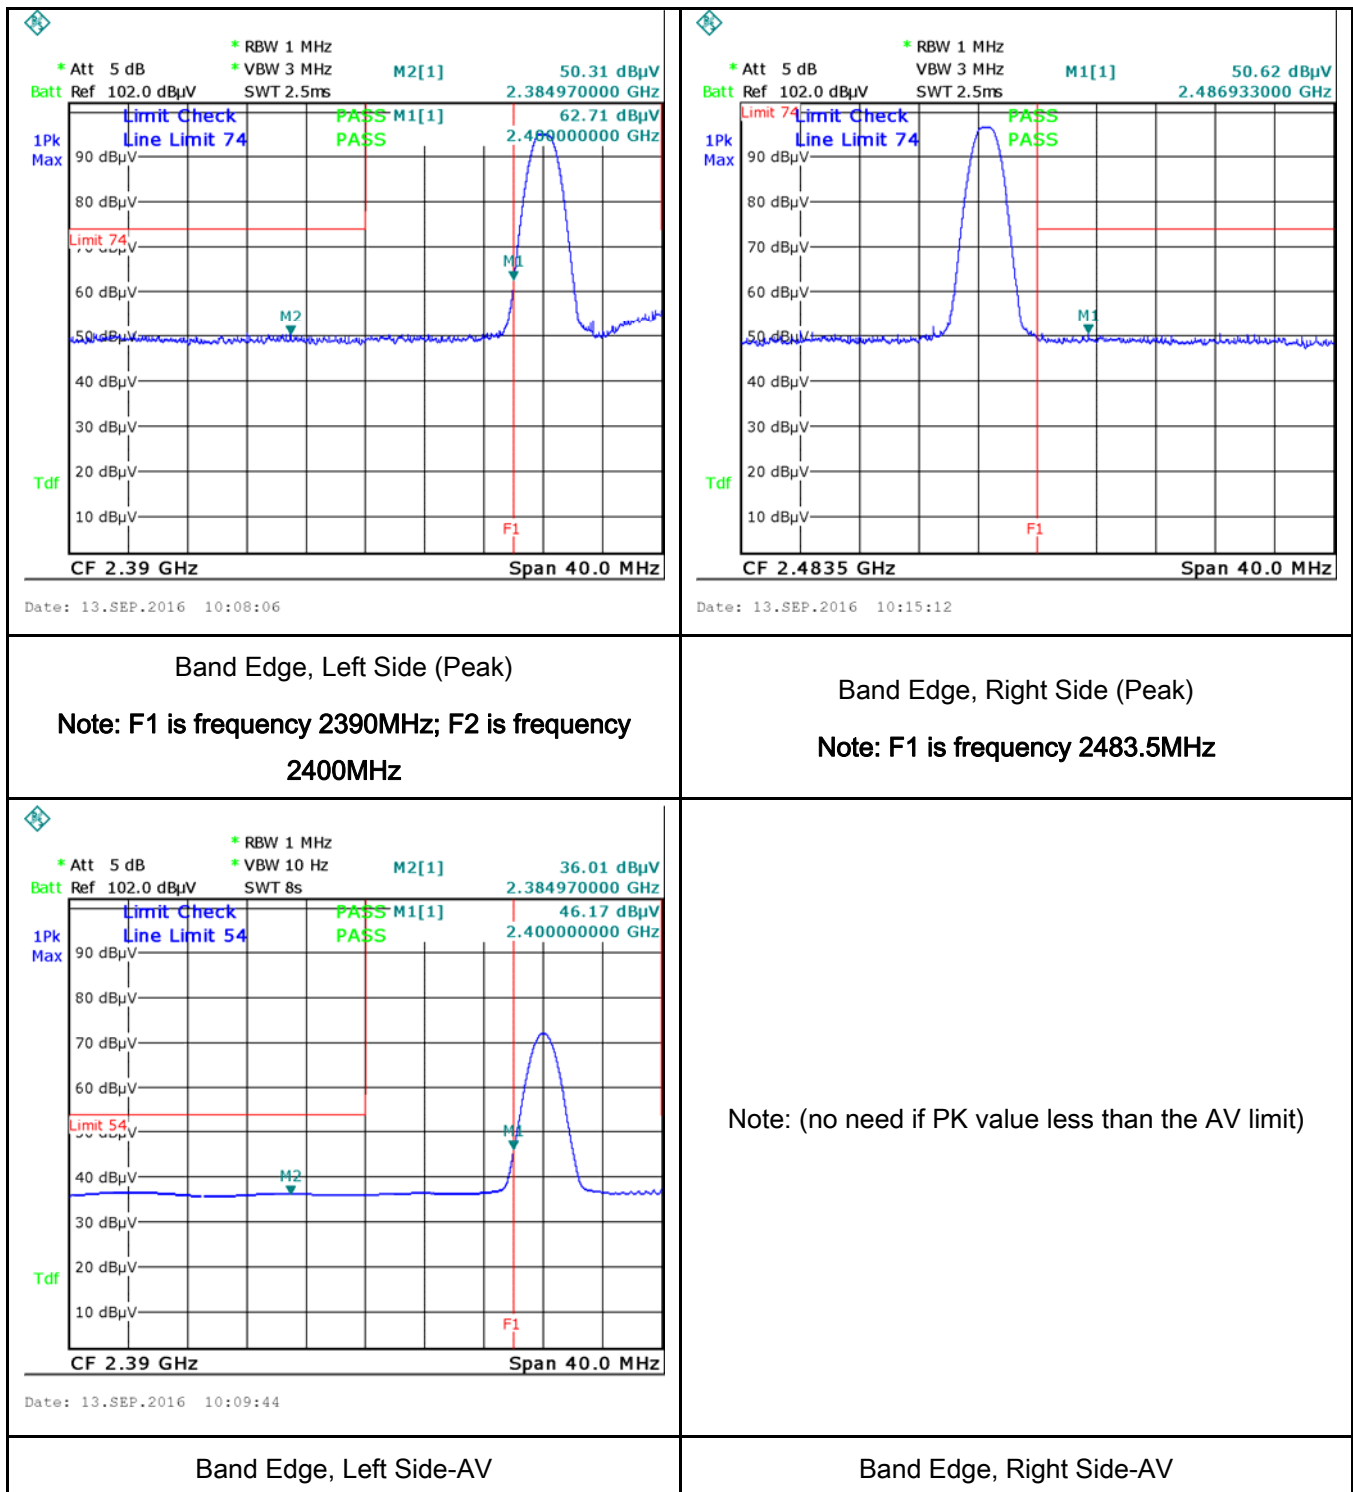 * RBW 1 MHz
* Att 5 dB * VBW 3 MHz M2[1] 50.31 dBµV
Batt Ref 102.0 dBµV SWT 2.5ms 2.384970000 GHz
Limit Check PASS M1[1] 62.71 dBµV
1Pk Line Limit 74 PASS 2.400000000 GHz
Max 90 dBµV
80 dBµV
Limit 74
70 dBµV
M1
60 dBµV
M2
50 dBµV
40 dBµV
30 dBµV
20 dBµV
Tdf
10 dBµV
F1
CF 2.39 GHz Span 40.0 MHz
Date: 13.SEP.2016 10:08:06
* RBW 1 MHz
* Att 5 dB VBW 3 MHz M1[1] 50.62 dBµV
Batt Ref 102.0 dBµV SWT 2.5ms 2.486933000 GHz
Limit 74 Limit Check PASS
1Pk Line Limit 74 PASS
Max 90 dBµV
80 dBµV
70 dBµV
60 dBµV
M1
50 dBµV
40 dBµV
30 dBµV
20 dBµV
Tdf
10 dBµV
F1
CF 2.4835 GHz Span 40.0 MHz
Date: 13.SEP.2016 10:15:12
Band Edge, Left Side (Peak)
Note: F1 is frequency 2390MHz; F2 is frequency
2400MHz
Band Edge, Right Side (Peak)
Note: F1 is frequency 2483.5MHz
* RBW 1 MHz
* Att 5 dB * VBW 10 Hz M2[1] 36.01 dBµV
Batt Ref 102.0 dBµV SWT 8s 2.384970000 GHz
Limit Check PASS M1[1] 46.17 dBµV
1Pk Line Limit 54 PASS 2.400000000 GHz
Max 90 dBµV
80 dBµV
70 dBµV
60 dBµV
Limit 54
50 dBµV
M1
40 dBµV
M2
30 dBµV
20 dBµV
Tdf
10 dBµV
F1
CF 2.39 GHz Span 40.0 MHz
Date: 13.SEP.2016 10:09:44
Note: (no need if PK value less than the AV limit)
Band Edge, Left Side-AV
Band Edge, Right Side-AV